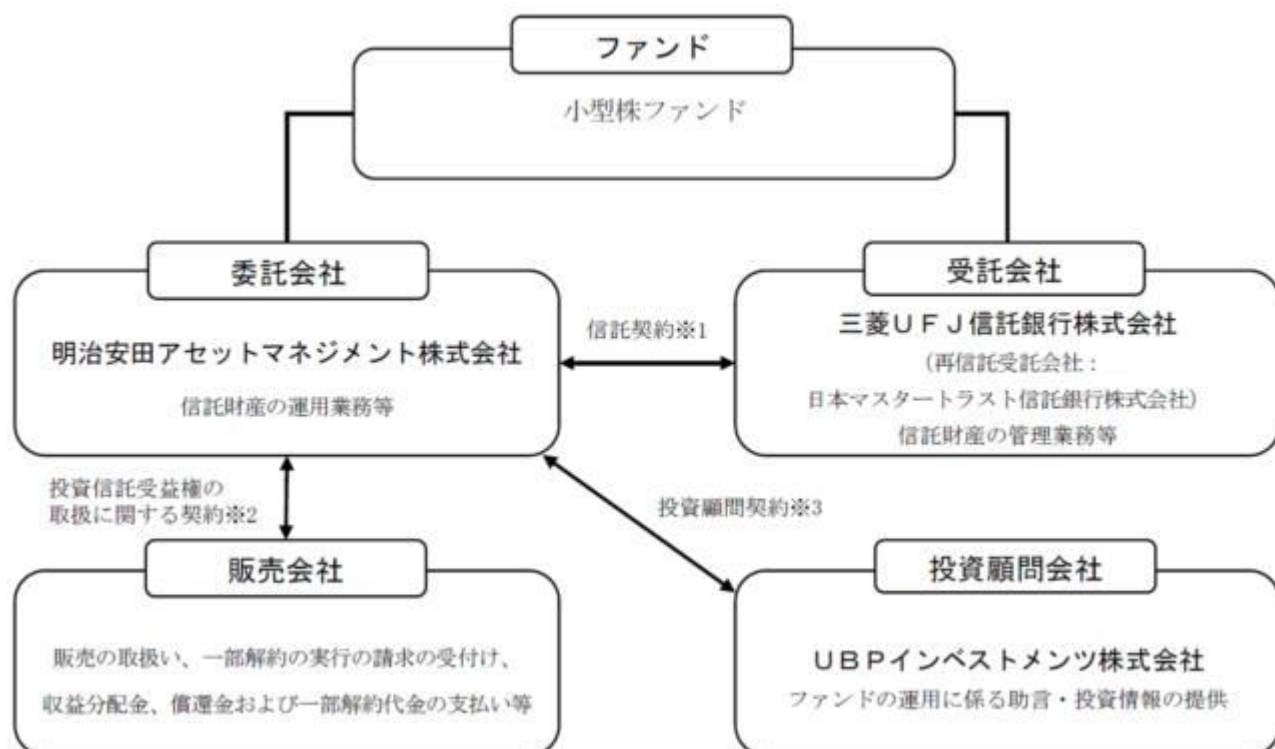 ファンド
小型株ファンド
委託会社
明治安田アセットマネジメント株式会社
信託財産の運用業務等
信託契約※1
受託会社
三菱UFJ信託銀行株式会社
(再信託受託会社:
日本マスタートラスト信託銀行株式会社)
信託財産の管理業務等
投資信託受益権の
取扱に関する契約※2
投資顧問契約※3
販売会社
販売の取扱い、一部解約の実行の請求の受付け、
収益分配金、償還金および一部解約代金の支払い等
投資顧問会社
UBPインベストメンツ株式会社
ファンドの運用に係る助言・投資情報の提供